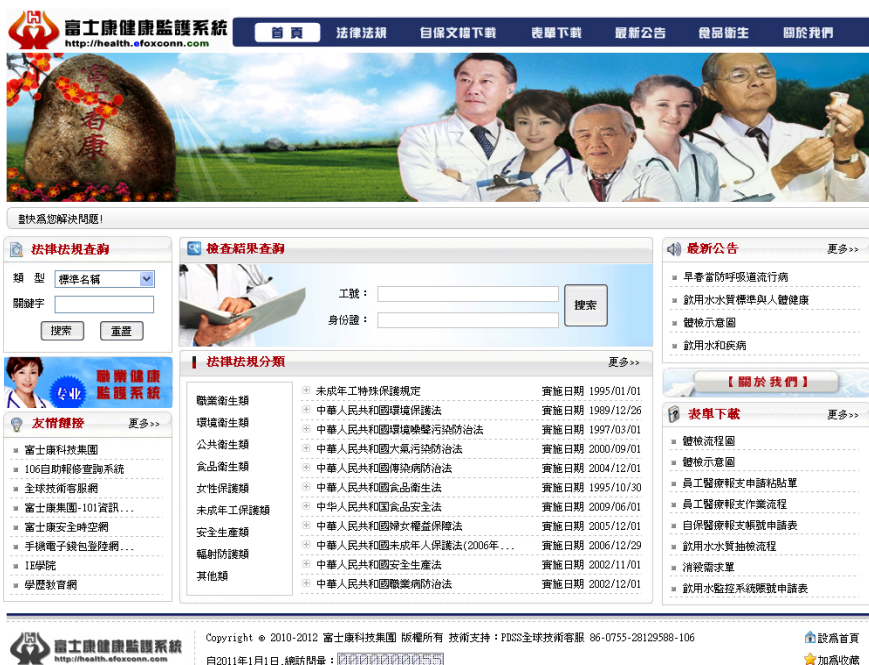 富士康健康監護系統
http://health.efoxconn.com
首 頁 法律法規 自保文檔下載 表單下載 最新公告 食品衛生 關於我們
富士者康
盡快爲您解決問題!
法律法規查詢
類 型 標準名稱
關鍵字
搜索 重置
職業健康
監護系統
专业
友情鏈接 更多>>
富士康科技集團
106自助報修查詢系統
全球技術客服網
富士康集團-101資訊...
富士康安全時空網
手機電子錢包登陸網...
IE學院
學歷教育網
檢查結果查詢
工號：
身份證：
搜索
法律法規分類 更多>>
職業衛生類
環境衛生類
公共衛生類
食品衛生類
女性保護類
未成年工保護類
安全生產類
輻射防護類
其他類
未成年工特殊保護規定 實施日期 1995/01/01
中華人民共和國環境保護法 實施日期 1989/12/26
中華人民共和國環境噪聲污染防治法 實施日期 1997/03/01
中華人民共和國大氣污染防治法 實施日期 2000/09/01
中華人民共和國傳染病防治法 實施日期 2004/12/01
中華人民共和國食品衛生法 實施日期 1995/10/30
中华人民共和国食品安全法 實施日期 2009/06/01
中華人民共和國婦女權益保障法 實施日期 2005/12/01
中華人民共和國未成年人保護法(2006年... 實施日期 2006/12/29
中華人民共和國安全生產法 實施日期 2002/11/01
中華人民共和國職業病防治法 實施日期 2002/12/01
最新公告 更多>>
早春當防呼吸道流行病
飲用水水質標準與人體健康
體檢示意圖
飲用水和疾病
【關於我們】
表單下載 更多>>
體檢流程圖
體檢示意圖
員工醫療報支申請粘貼單
員工醫療報支作業流程
自保醫療報支帳號申請表
飲用水水質抽檢流程
消殺需求單
飲用水監控系統賬號申請表
富士康健康監護系統
http://health.efoxconn.com
Copyright © 2010-2012 富士康科技集團 版權所有 技術支持：PDSS全球技術客服 86-0755-28129588-106
自2011年1月1日,總訪問量：
設爲首頁
加爲收藏